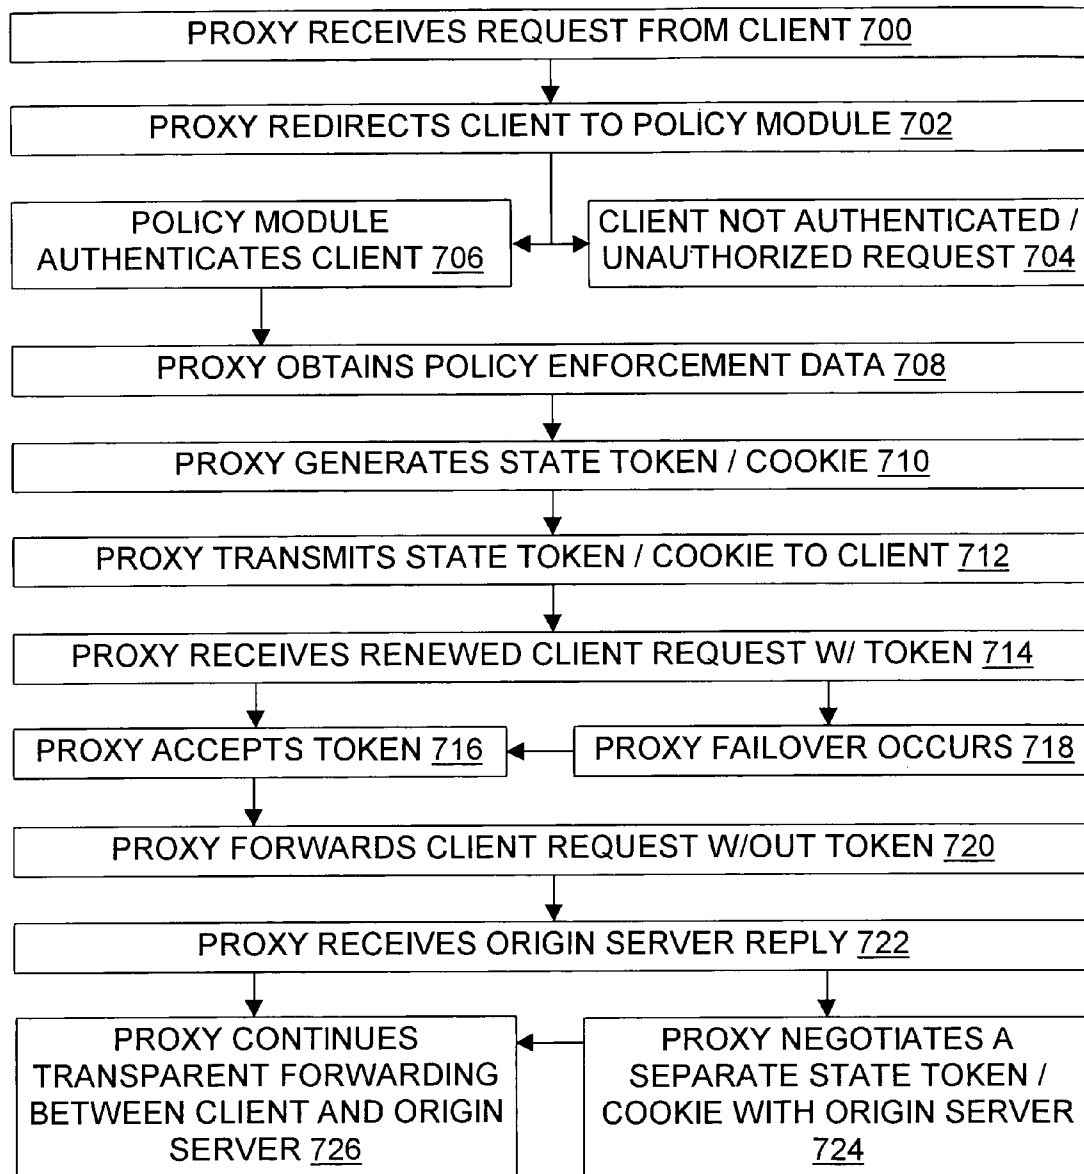 PROXY RECEIVES REQUEST FROM CLIENT 700
PROXY REDIRECTS CLIENT TO POLICY MODULE 702
POLICY MODULE
AUTHENTICATES CLIENT 706
CLIENT NOT AUTHENTICATED /
UNAUTHORIZED REQUEST 704
PROXY OBTAINS POLICY ENFORCEMENT DATA 708
PROXY GENERATES STATE TOKEN / COOKIE 710
PROXY TRANSMITS STATE TOKEN / COOKIE TO CLIENT 712
PROXY RECEIVES RENEWED CLIENT REQUEST W/ TOKEN 714
PROXY ACCEPTS TOKEN 716
PROXY FAILOVER OCCURS 718
PROXY FORWARDS CLIENT REQUEST W/OUT TOKEN 720
PROXY RECEIVES ORIGIN SERVER REPLY 722
PROXY CONTINUES
TRANSPARENT FORWARDING
BETWEEN CLIENT AND ORIGIN
SERVER 726
PROXY NEGOTIATES A
SEPARATE STATE TOKEN /
COOKIE WITH ORIGIN SERVER
724